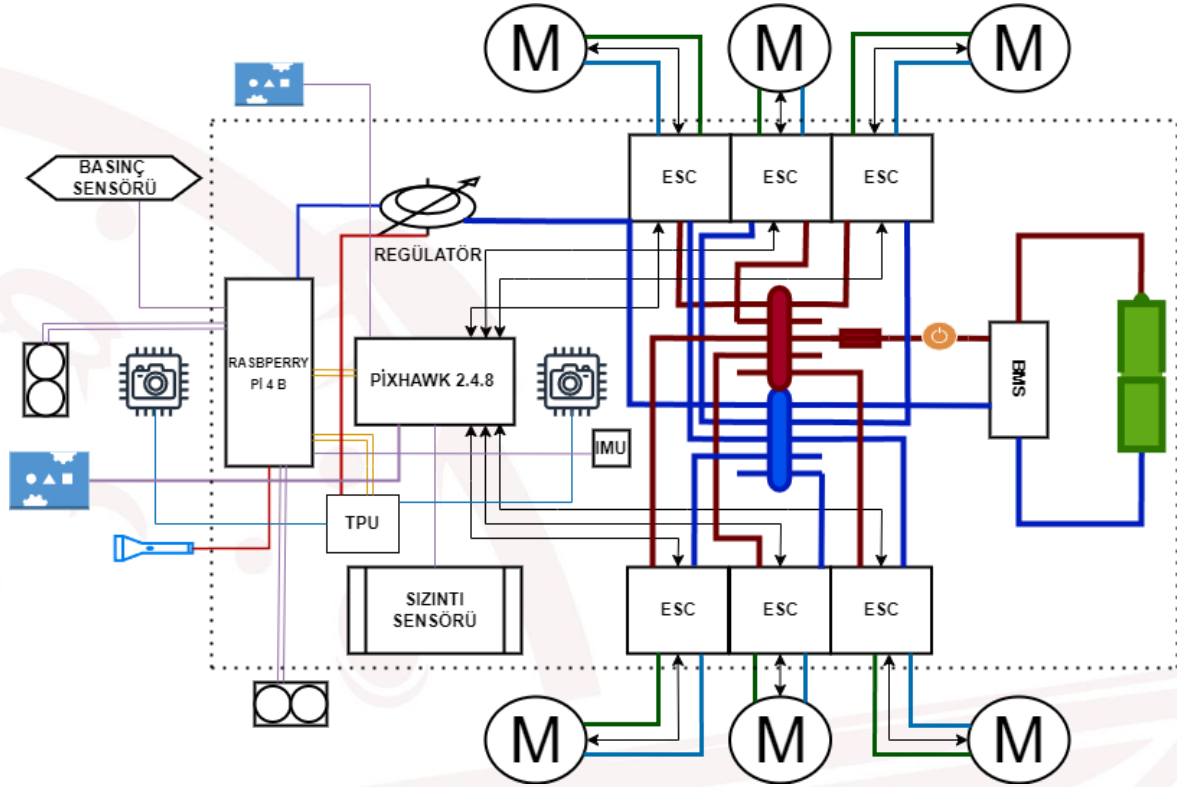 M
M
M
ESC
ESC
ESC
BASINÇ
SENSÖRÜ
REGÜLATÖR
RASBPERRY
Pİ 4 B
PİXHAWK 2.4.8
BMS
IMU
TPU
SIZINTI
SENSÖRÜ
ESC
ESC
ESC
M
M
M